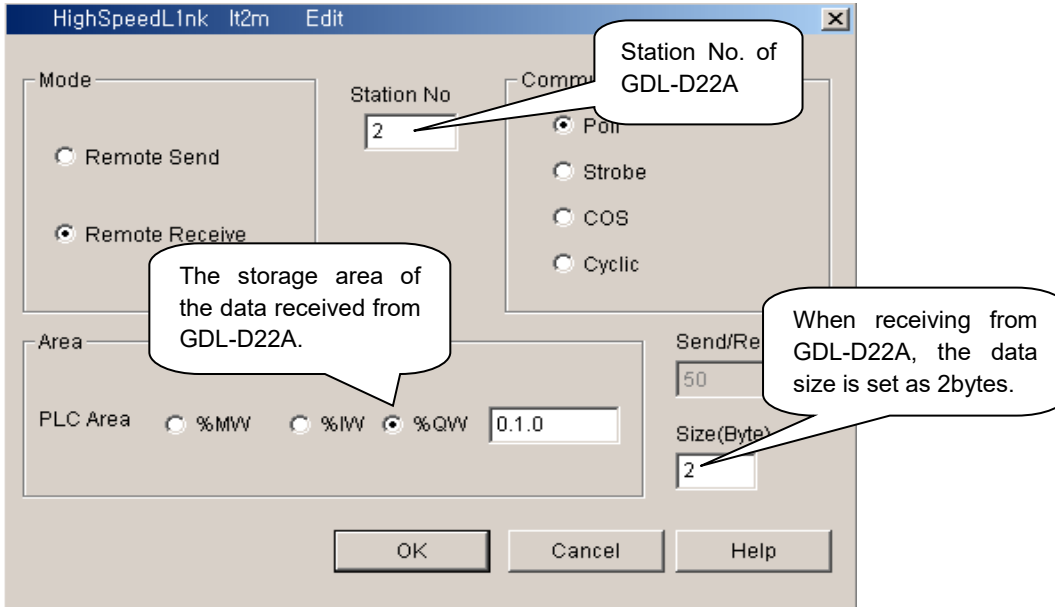 HighSpeedL1nk It2m Edit
Station No. of
GDL-D22A
Mode
Station No
2
Commu
Poll
Remote Send
Strobe
COS
Remote Receive
Cyclic
The storage area of
the data received from
GDL-D22A.
When receiving from
GDL-D22A, the data
size is set as 2bytes.
Area
Send/Re
50
PLC Area %MW %IW %QW 0.1.0
Size(Byte)
2
OK Cancel Help